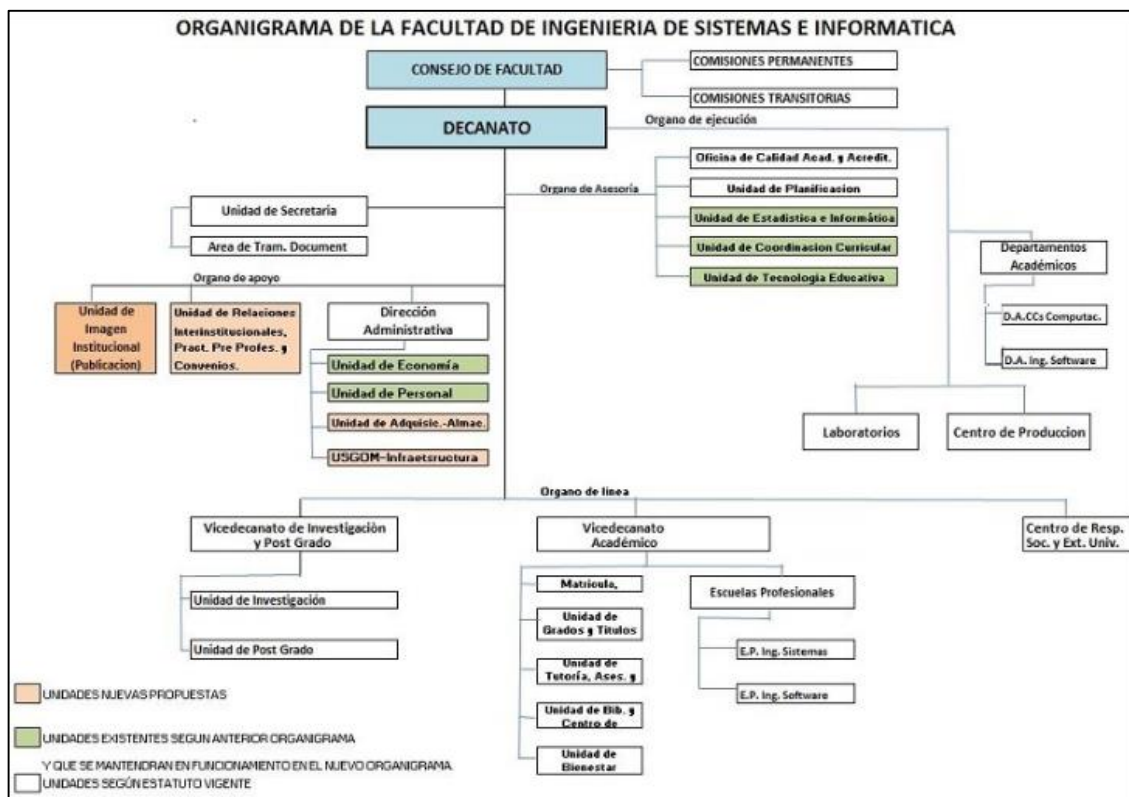 ORGANIGRAMA DE LA FACULTAD DE INGENIERIA DE SISTEMAS E INFORMATICA
CONSEJO DE FACULTAD
COMISIONES PERMANENTES
COMISIONES TRANSITORIAS
DECANATO
Organo de ejecución
Oficina de Calidad Acad. y Acredit.
Organo de Asesoría
Unidad de Planificacion
Unidad de Estadistica e Informática
Unidad de Coordinacion Curricular
Unidad de Tecnologia Educativa
Unidad de Secretaria
Area de Tram. Document
Departamentos
Académicos
D.A.CCs Computac.
D.A. Ing. Software
Organo de apoyo
Unidad de
Imagen
Institucional
(Publicacion)
Unidad de Relaciones
Interinstitucionales,
Pract. Pre Profes. y
Convenios.
Dirección
Administrativa
Unidad de Economía
Unidad de Personal
Unidad de Adquisic.-Almac.
USGOM-Infraetsructura
Laboratorios
Centro de Produccion
Organo de línea
Vicedecanato de Investigaciòn
y Post Grado
Unidad de Investigación
Unidad de Post Grado
Vicedecanato
Académico
Matricula,
Unidad de
Grados y Titulos
Unidad de
Tutoría, Ases. y
Unidad de Bib. y
Centro de
Unidad de
Bienestar
Escuelas Profesionales
E.P. Ing. Sistemas
E.P. Ing. Software
Centro de Resp.
Soc. y Ext. Univ.
UNIDADES NUEVAS PROPUESTAS
UNIDADES EXISTENTES SEGUN ANTERIOR ORGANIGRAMA
Y QUE SE MANTENDRAN EN FUNCIONAMIENTO EN EL NUEVO ORGANIGRAMA.
UNIDADES SEGÚN ESTATUTO VIGENTE